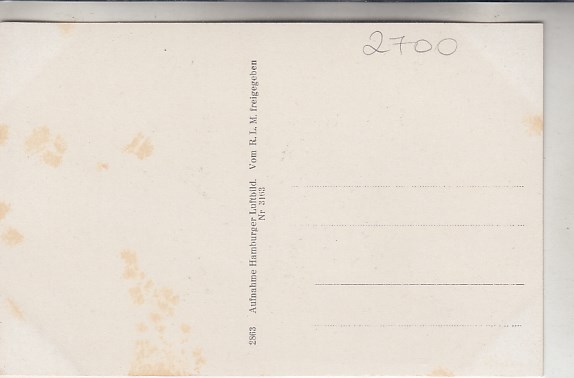 2700
2863 Aufnahme Hamburger Luftbild. Vom R. L. M. freigegeben
Nr 3163